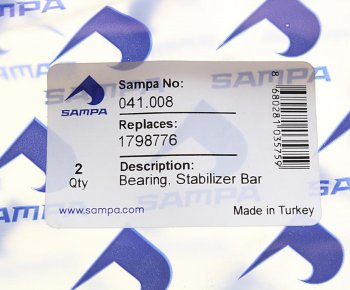 SAMPA
SAMPA
SAMPA
Sampa No:
041.008
Replaces:
1798776
2
Qty
Description:
Bearing, Stabilizer Bar
www.sampa.com
Made in Turkey
8680281035759